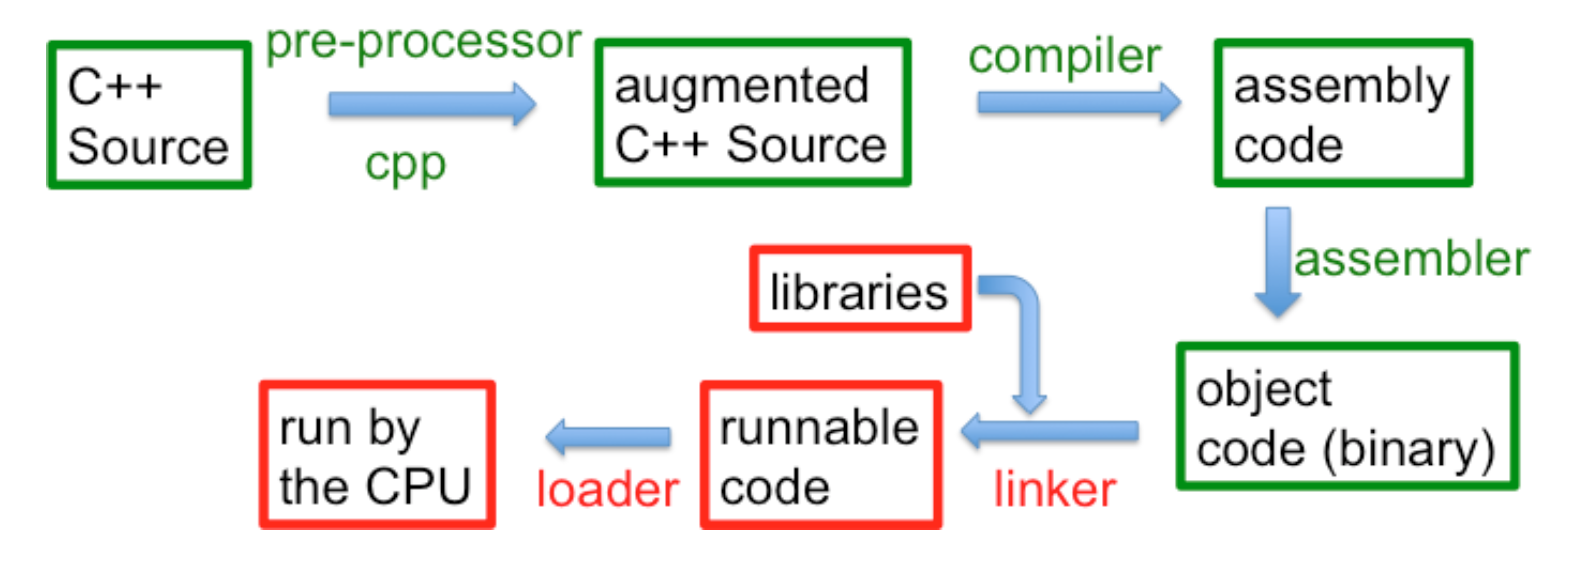 C++
Source
pre-processor
cpp
augmented
C++ Source
compiler
assembly
code
assembler
libraries
object
code (binary)
linker
runnable
code
loader
run by
the CPU